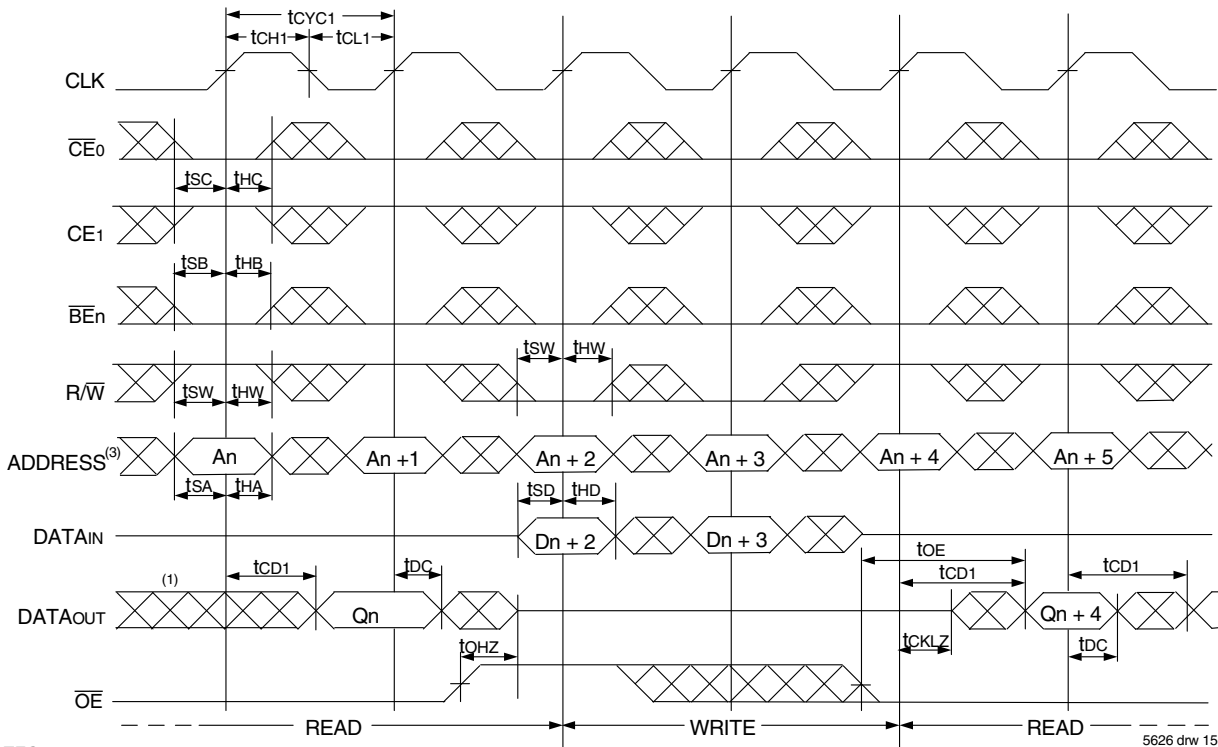 tCYC1
tCH1 tCL1
CLK
CE0
tSC tHC
CE1
tSB tHB
BEn
tSW tHW
R/W
tSW tHW
ADDRESS(3) An An +1 An + 2 An + 3 An + 4 An + 5
tSA tHA tSD tHD
DATAIN Dn + 2 Dn + 3
tOE
(1) tCD1 tDC tCD1 tCD1
DATAOUT Qn Qn + 4
tOHZ tCKLZ tDC
OE
READ WRITE READ
5626 drw 15